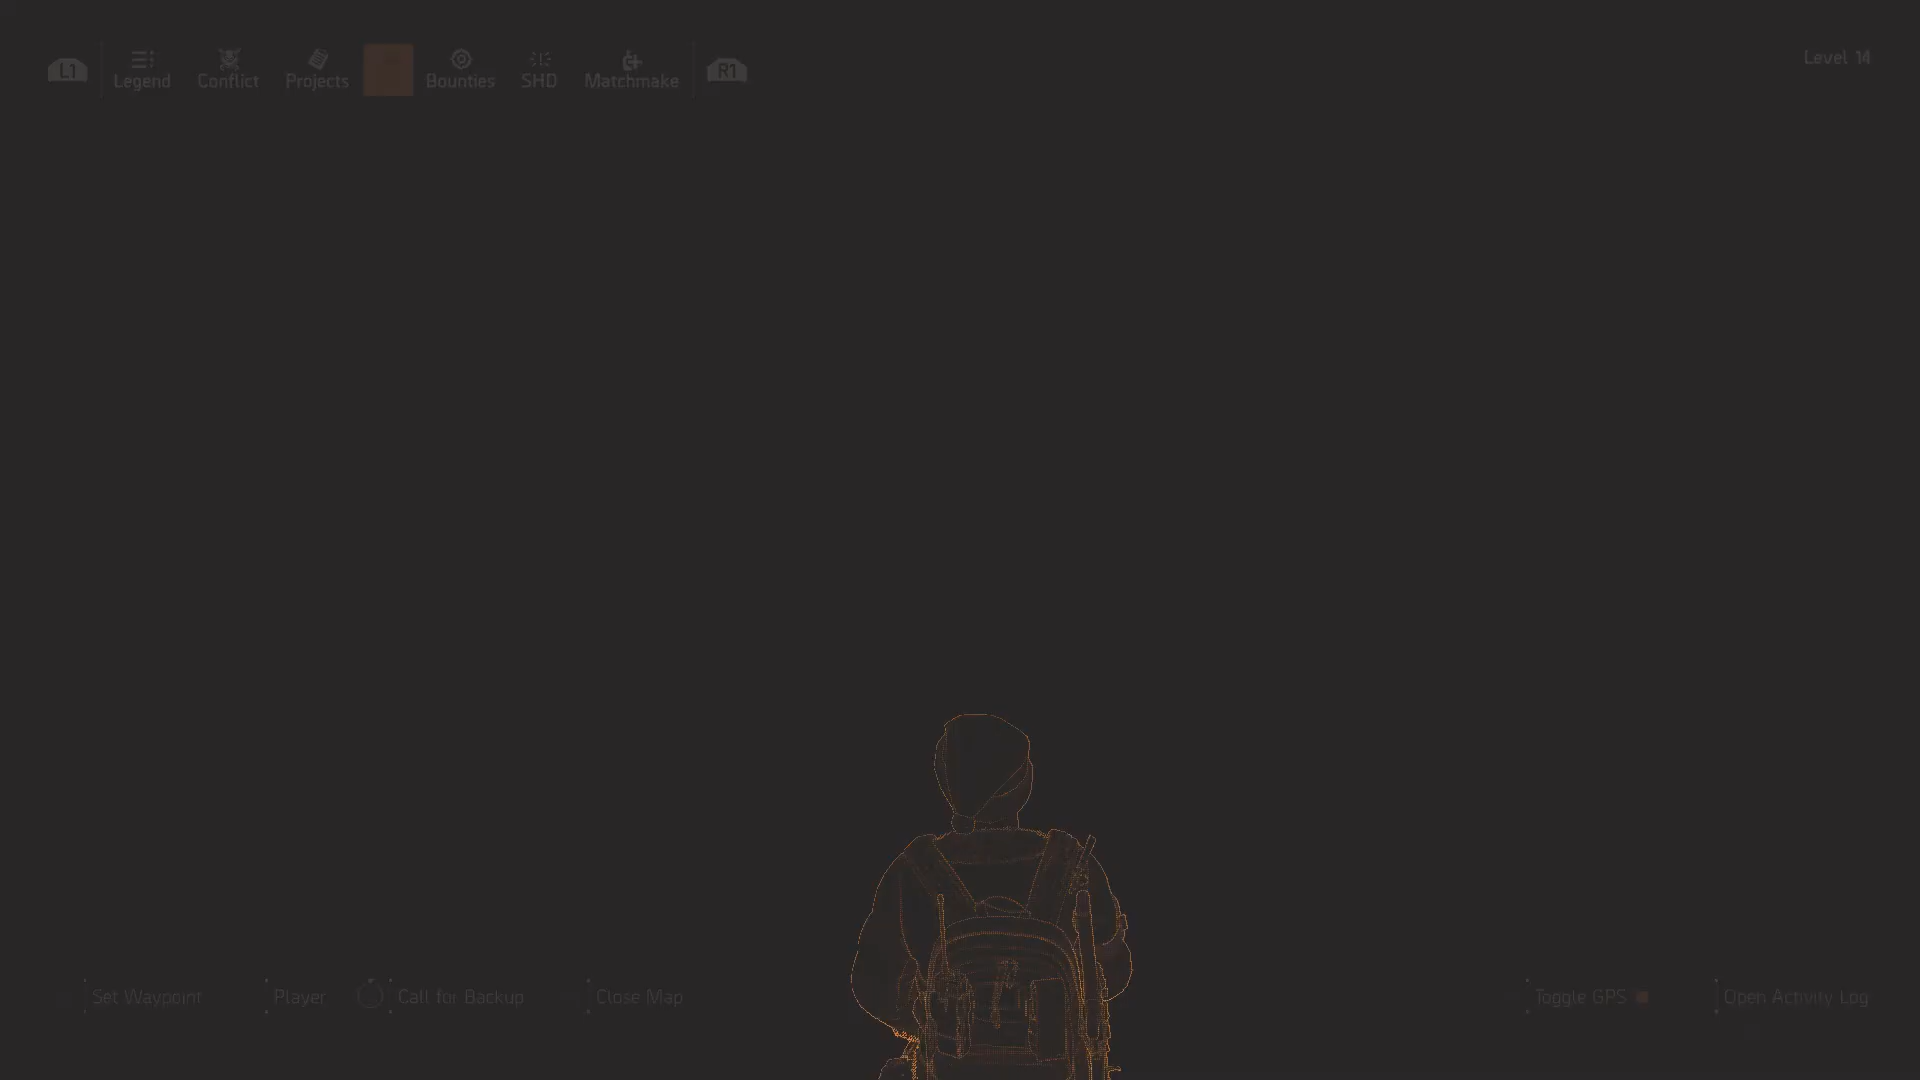 L1 Legend Conflict Projects Bounties SHD Matchmake R1
Level 14
Set Waypoint Player Call for Backup Close Map Toggle GPS Open Activity Log